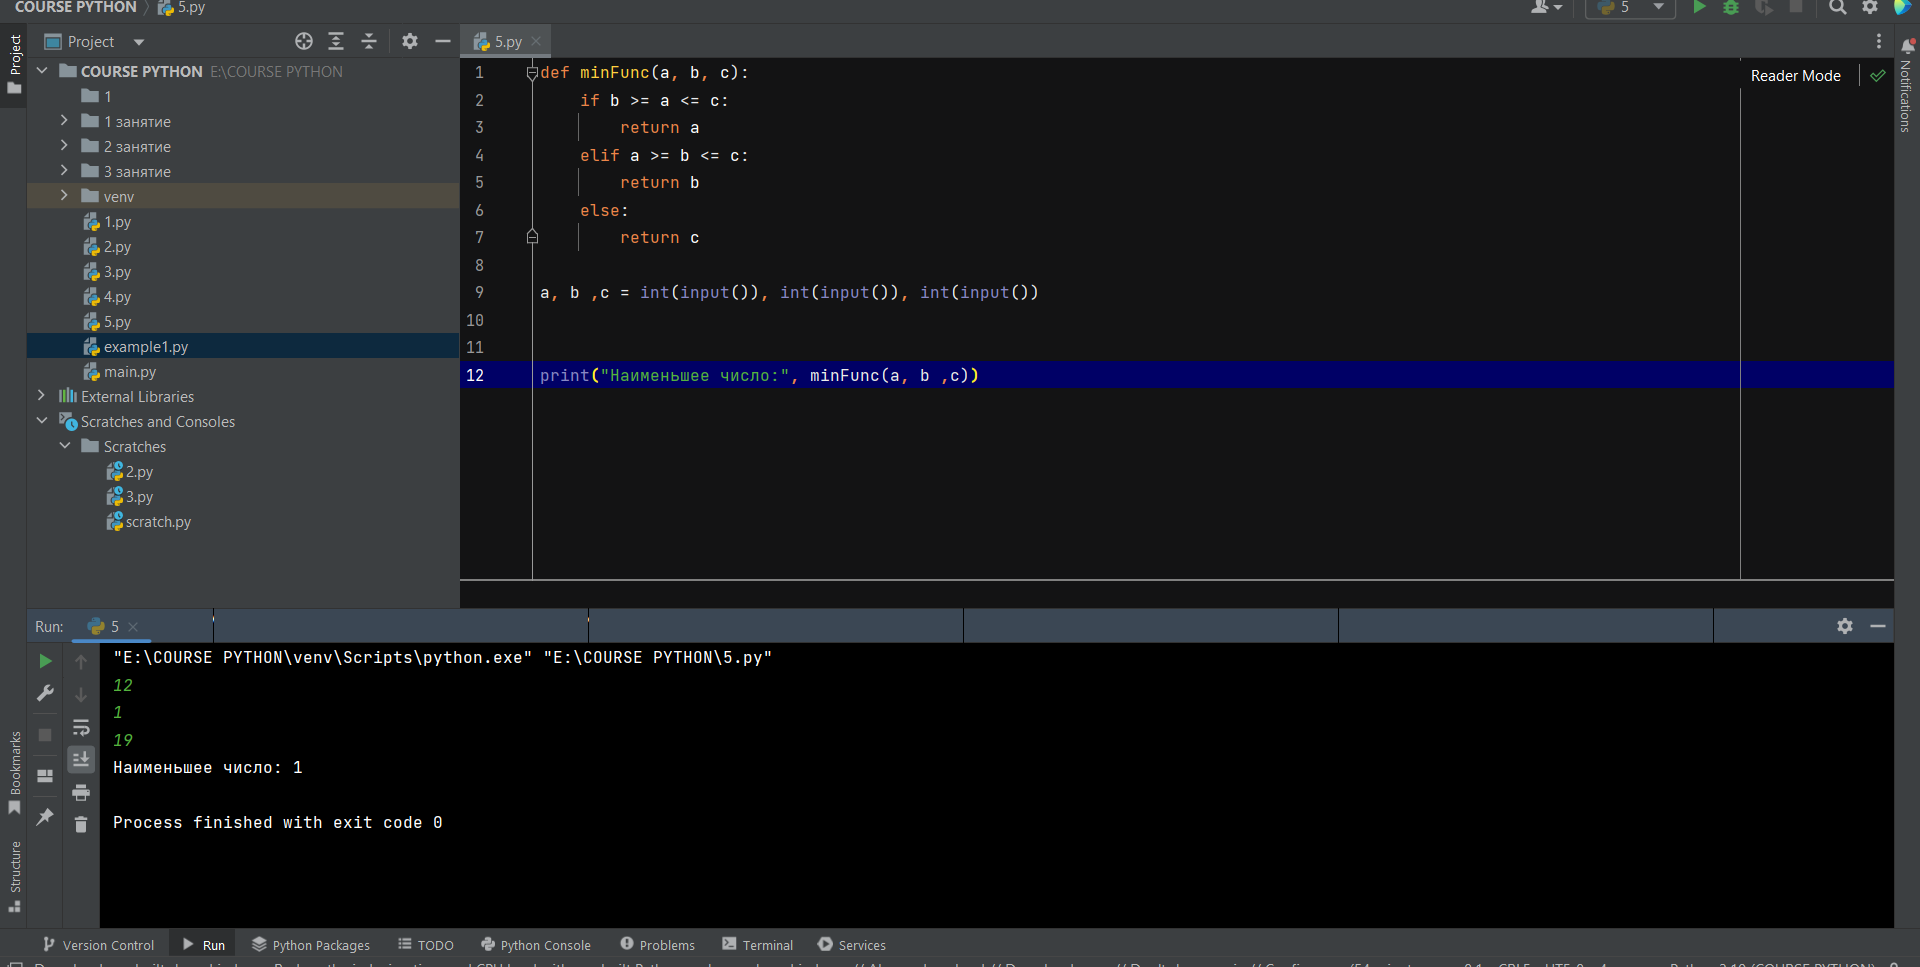 COURSE PYTHON 5.py
5
Project
5.py
COURSE PYTHON E:\COURSE PYTHON
1
1 занятие
2 занятие
3 занятие
venv
1.py
2.py
3.py
4.py
5.py
example1.py
main.py
External Libraries
Scratches and Consoles
Scratches
2.py
3.py
scratch.py
Project
Bookmarks
Structure
1 def minFunc(a, b, c):
2 if b >= a <= c:
3 return a
4 elif a >= b <= c:
5 return b
6 else:
7 return c
8
9 a, b ,c = int(input()), int(input()), int(input())
10
11
12 print("Наименьшее число:", minFunc(a, b ,c))
Reader Mode
Notifications
Run: 5
"E:\COURSE PYTHON\venv\Scripts\python.exe" "E:\COURSE PYTHON\5.py"
12
1
19
Наименьшее число: 1
Process finished with exit code 0
Version Control Run Python Packages TODO Python Console Problems Terminal Services